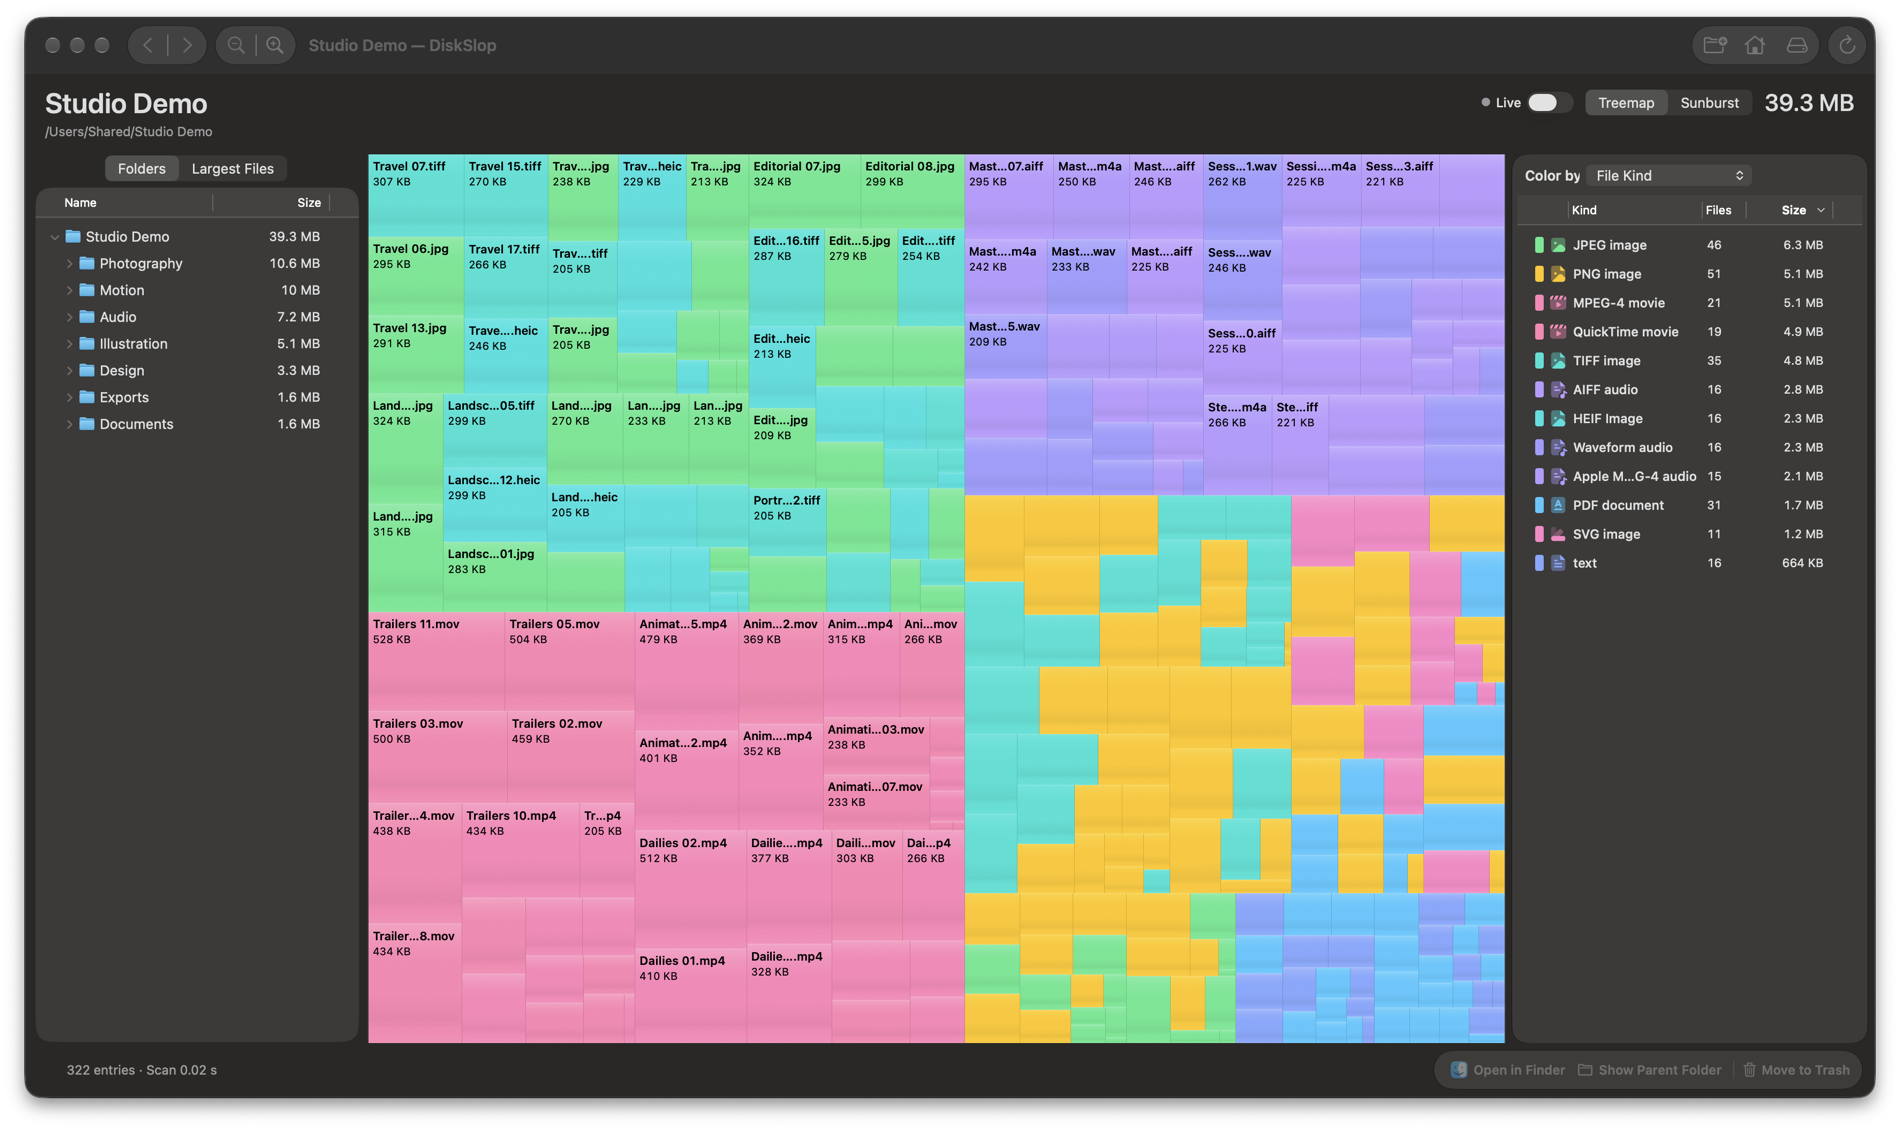 Studio Demo — DiskSlop
Studio Demo
/Users/Shared/Studio Demo
Live
Treemap
Sunburst
39.3 MB
Folders
Largest Files
Name Size
Studio Demo 39.3 MB
Photography 10.6 MB
Motion 10 MB
Audio 7.2 MB
Illustration 5.1 MB
Design 3.3 MB
Exports 1.6 MB
Documents 1.6 MB
Travel 07.tiff
307 KB
Travel 15.tiff
270 KB
Trav....jpg
238 KB
Trav...heic
229 KB
Tra....jpg
213 KB
Editorial 07.jpg
324 KB
Editorial 08.jpg
299 KB
Travel 06.jpg
295 KB
Travel 17.tiff
266 KB
Trav....tiff
205 KB
Edit...16.tiff
287 KB
Edit...5.jpg
279 KB
Edit....tiff
254 KB
Travel 13.jpg
291 KB
Trave....heic
246 KB
Trav....jpg
205 KB
Edit...heic
213 KB
Land....jpg
324 KB
Landsc...05.tiff
299 KB
Land....jpg
270 KB
Lan....jpg
233 KB
Lan...jpg
213 KB
Edit....jpg
209 KB
Landsc...12.heic
299 KB
Land....heic
205 KB
Portr...2.tiff
205 KB
Land....jpg
315 KB
Landsc...01.jpg
283 KB
Mast...07.aiff
295 KB
Mast...m4a
250 KB
Mast....aiff
246 KB
Sess...1.wav
262 KB
Sessi...m4a
225 KB
Sess...3.aiff
221 KB
Mast...m4a
242 KB
Mast...wav
233 KB
Mast....aiff
225 KB
Sess....wav
246 KB
Mast...5.wav
209 KB
Sess...0.aiff
225 KB
Ste...m4a
266 KB
Ste...iff
221 KB
Trailers 11.mov
528 KB
Trailers 05.mov
504 KB
Animat...5.mp4
479 KB
Anim...2.mov
369 KB
Anim...mp4
315 KB
Ani...mov
266 KB
Trailers 03.mov
500 KB
Trailers 02.mov
459 KB
Animat...2.mp4
401 KB
Anim....mp4
352 KB
Animati...03.mov
238 KB
Animati...07.mov
233 KB
Trailer...4.mov
438 KB
Trailers 10.mp4
434 KB
Tr...p4
205 KB
Dailies 02.mp4
512 KB
Dailie....mp4
377 KB
Daili...mov
303 KB
Dai...p4
266 KB
Trailer...8.mov
434 KB
Dailies 01.mp4
410 KB
Dailie....mp4
328 KB
Color by File Kind
Kind Files Size
JPEG image 46 6.3 MB
PNG image 51 5.1 MB
MPEG-4 movie 21 5.1 MB
QuickTime movie 19 4.9 MB
TIFF image 35 4.8 MB
AIFF audio 16 2.8 MB
HEIF Image 16 2.3 MB
Waveform audio 16 2.3 MB
Apple M...G-4 audio 15 2.1 MB
PDF document 31 1.7 MB
SVG image 11 1.2 MB
text 16 664 KB
322 entries · Scan 0.02 s
Open in Finder
Show Parent Folder
Move to Trash